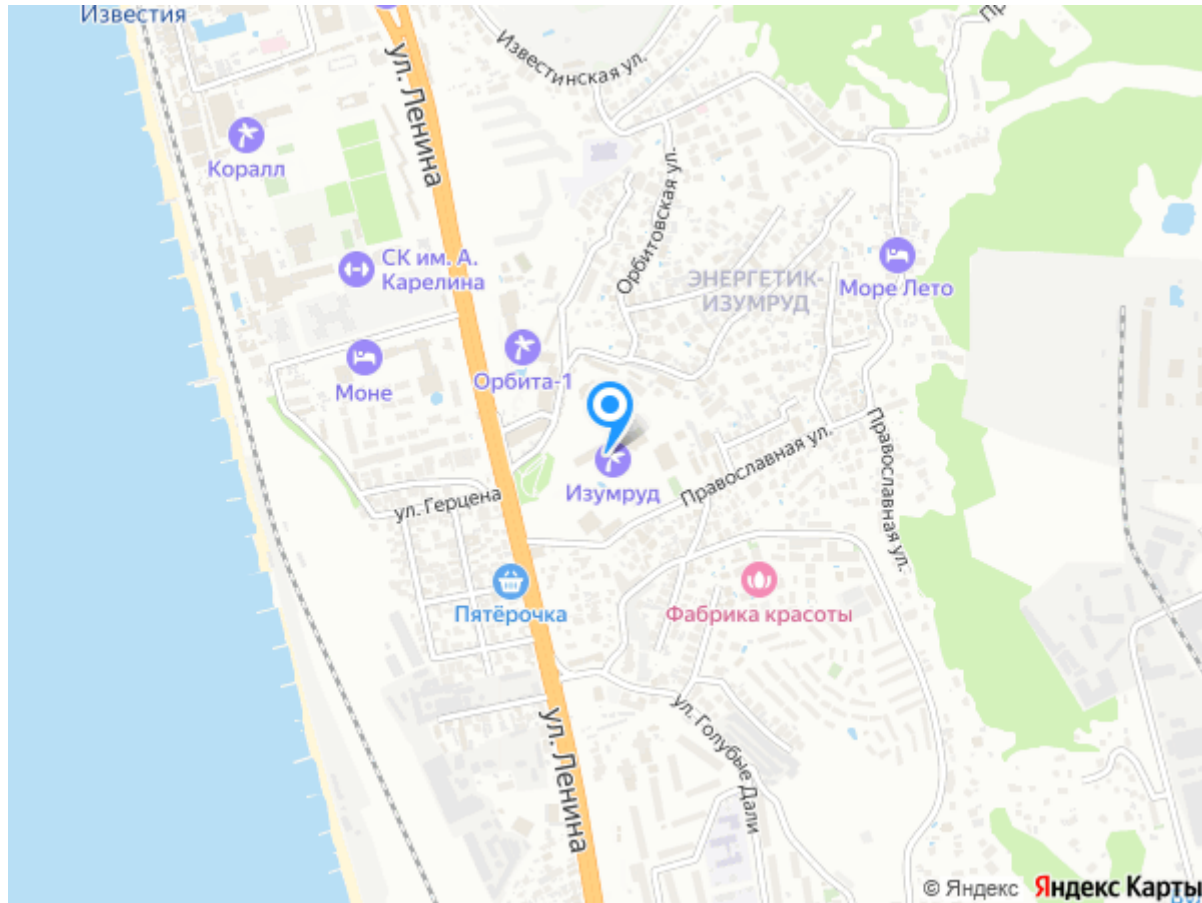 Известия
Известинская ул.
ул. Ленина
Коралл
Орбитовская ул.
СК им. А.
Карелина
ЭНЕРГЕТИК-
ИЗУМРУД
Море Лето
Моне
Орбита-1
Изумруд
ул. Герцена
Православная ул.
Православная ул.
Пятёрочка
Фабрика красоты
ул. Ленина
ул. Голубые Дали
© Яндекс Яндекс Карты